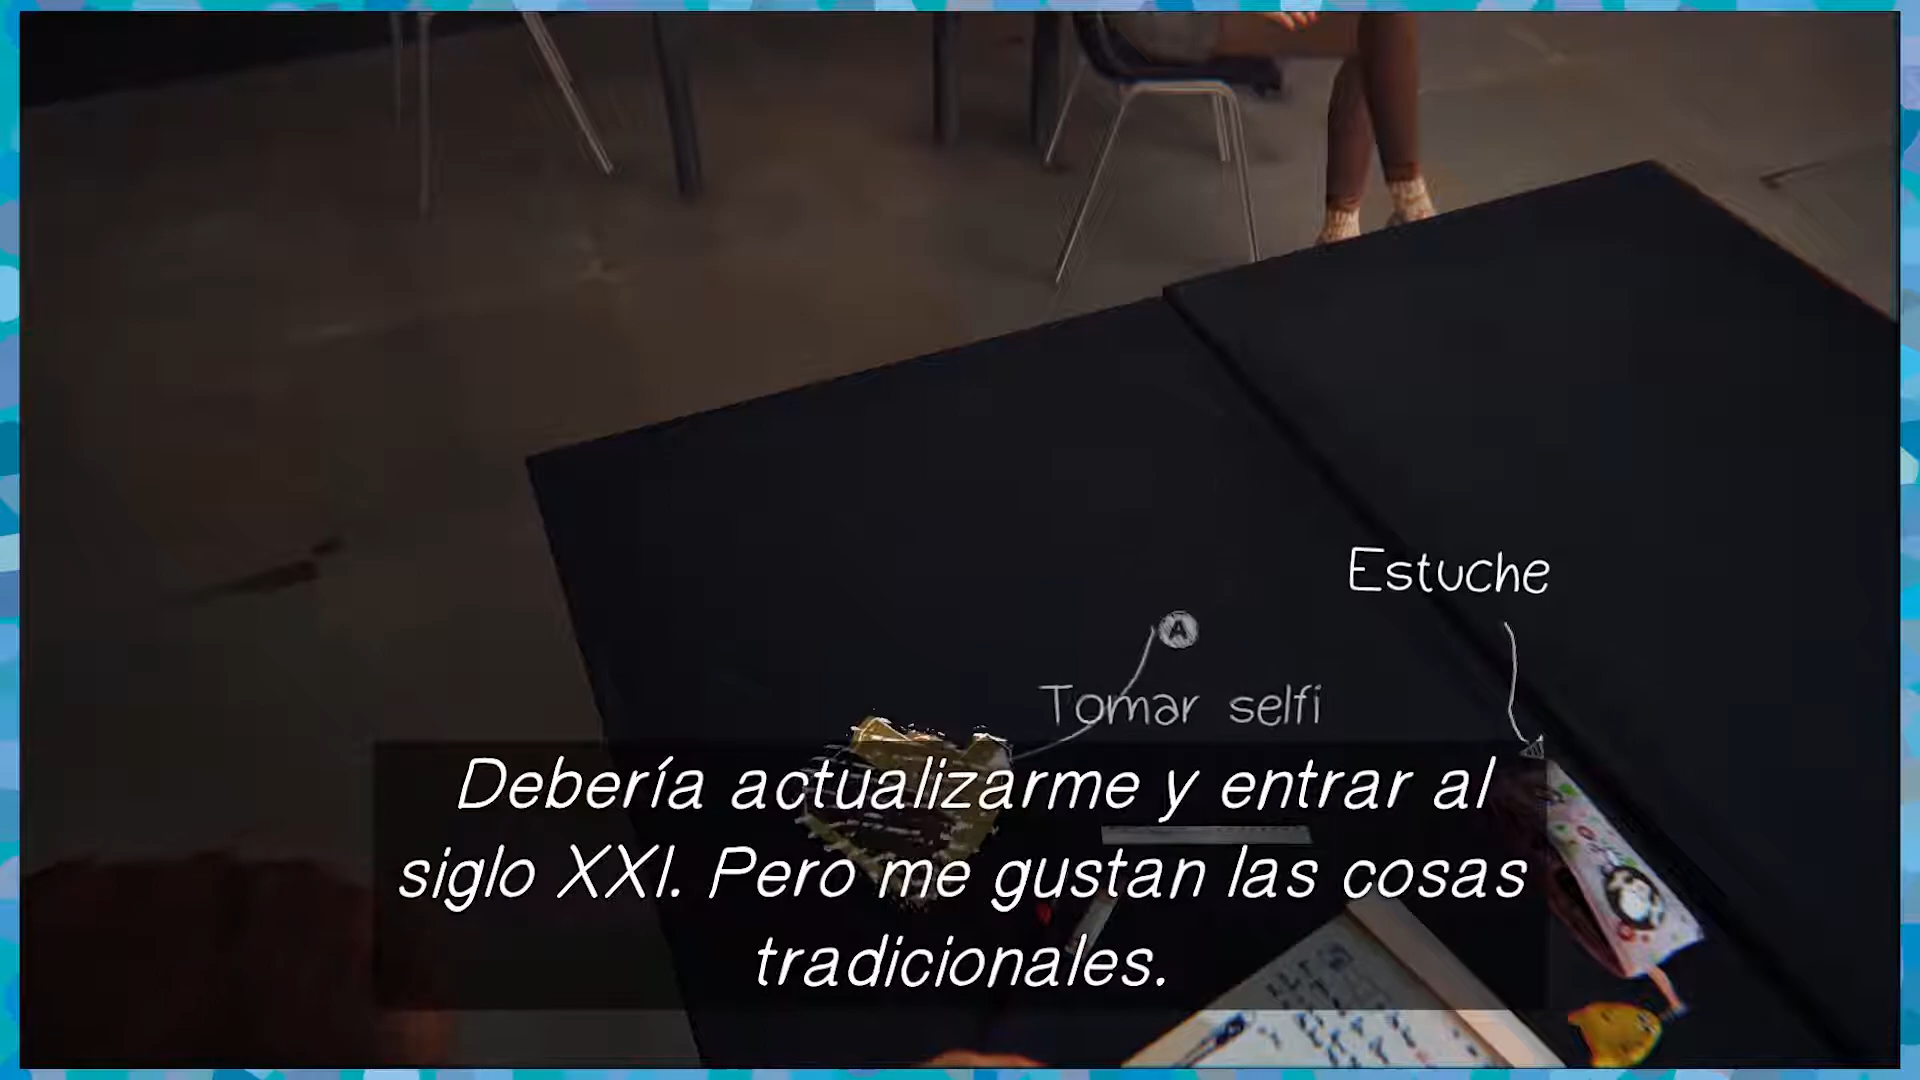 Estuche
A
Tomar selfi
Debería actualizarme y entrar al
siglo XXI. Pero me gustan las cosas
tradicionales.